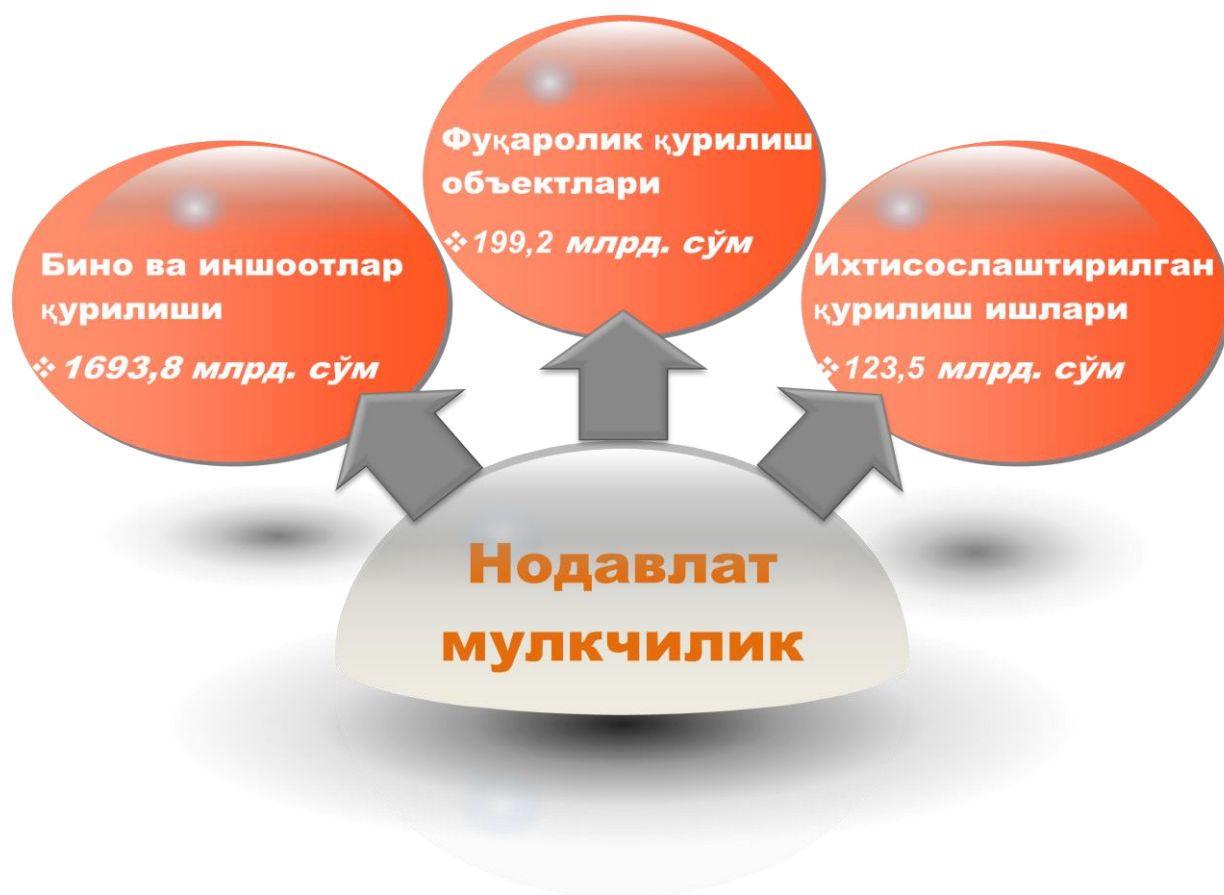 Фуқаролик қурилиш
объектлари
❖199,2 млрд. сўм
Бино ва иншоотлар
қурилиши
❖ 1693,8 млрд. сўм
Ихтисослаштирилган
қурилиш ишлари
❖123,5 млрд. сўм
Нодавлат
мулкчилик